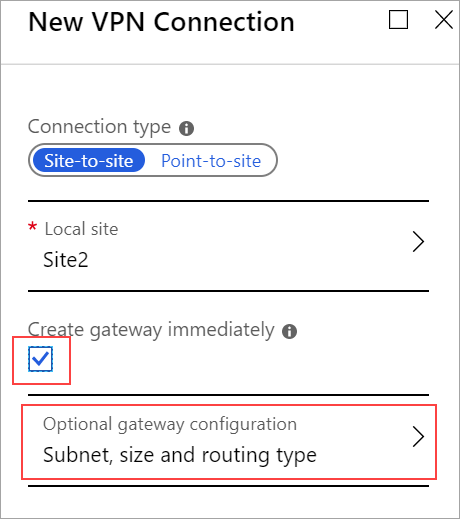 New VPN Connection
Connection type
Site-to-site Point-to-site
* Local site
Site2
Create gateway immediately
Optional gateway configuration
Subnet, size and routing type